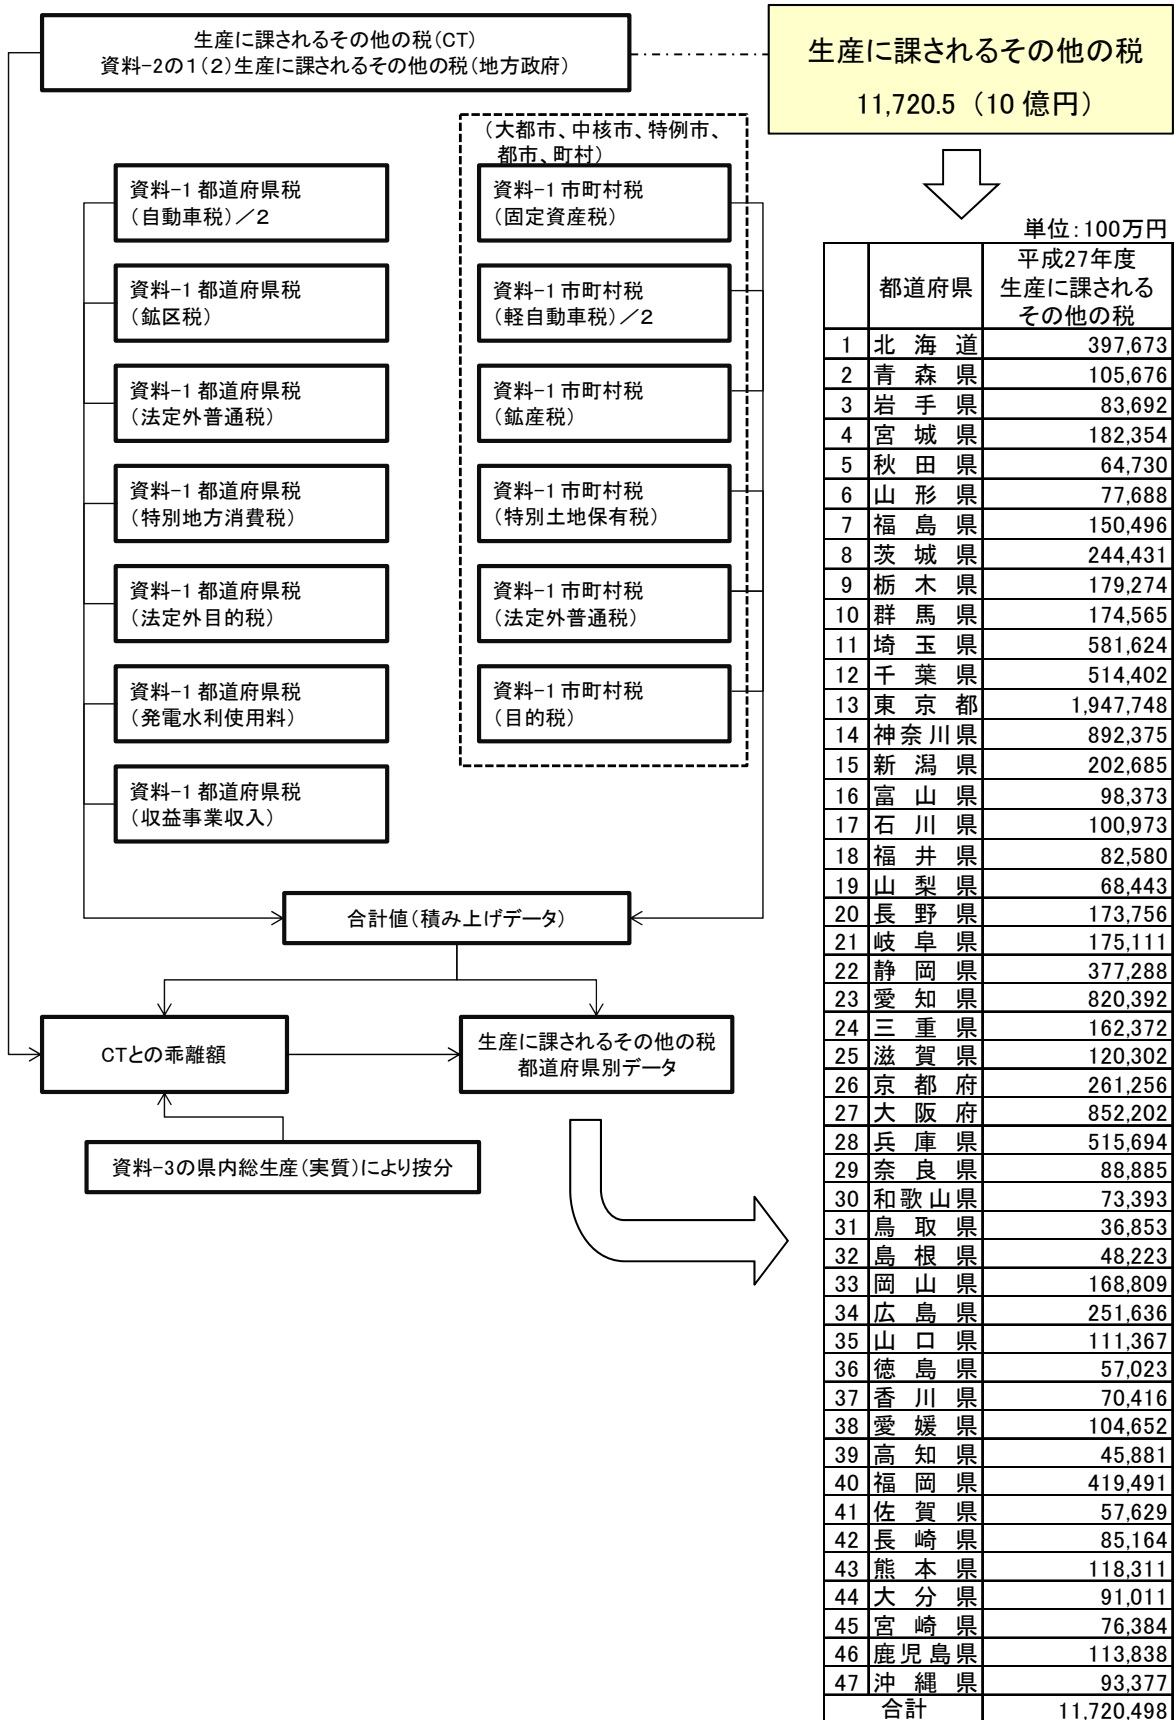 生産に課されるその他の税(CT)
資料-2の1(2)生産に課されるその他の税(地方政府)
生産に課されるその他の税
11,720.5 (10 億円)
(大都市、中核市、特例市、
都市、町村)
資料-1 都道府県税
(自動車税)/2
資料-1 都道府県税
(鉱区税)
資料-1 都道府県税
(法定外普通税)
資料-1 都道府県税
(特別地方消費税)
資料-1 都道府県税
(法定外目的税)
資料-1 都道府県税
(発電水利使用料)
資料-1 都道府県税
(収益事業収入)
資料-1 市町村税
(固定資産税)
資料-1 市町村税
(軽自動車税)/2
資料-1 市町村税
(鉱産税)
資料-1 市町村税
(特別土地保有税)
資料-1 市町村税
(法定外普通税)
資料-1 市町村税
(目的税)
合計値(積み上げデータ)
CTとの乖離額
生産に課されるその他の税
都道府県別データ
資料-3の県内総生産(実質)により按分
単位:100万円
都道府県
平成27年度
生産に課される
その他の税
1 北海道 397,673
2 青森県 105,676
3 岩手県 83,692
4 宮城県 182,354
5 秋田県 64,730
6 山形県 77,688
7 福島県 150,496
8 茨城県 244,431
9 栃木県 179,274
10 群馬県 174,565
11 埼玉県 581,624
12 千葉県 514,402
13 東京都 1,947,748
14 神奈川県 892,375
15 新潟県 202,685
16 富山県 98,373
17 石川県 100,973
18 福井県 82,580
19 山梨県 68,443
20 長野県 173,756
21 岐阜県 175,111
22 静岡県 377,288
23 愛知県 820,392
24 三重県 162,372
25 滋賀県 120,302
26 京都府 261,256
27 大阪府 852,202
28 兵庫県 515,694
29 奈良県 88,885
30 和歌山県 73,393
31 鳥取県 36,853
32 島根県 48,223
33 岡山県 168,809
34 広島県 251,636
35 山口県 111,367
36 徳島県 57,023
37 香川県 70,416
38 愛媛県 104,652
39 高知県 45,881
40 福岡県 419,491
41 佐賀県 57,629
42 長崎県 85,164
43 熊本県 118,311
44 大分県 91,011
45 宮崎県 76,384
46 鹿児島県 113,838
47 沖縄県 93,377
合計 11,720,498